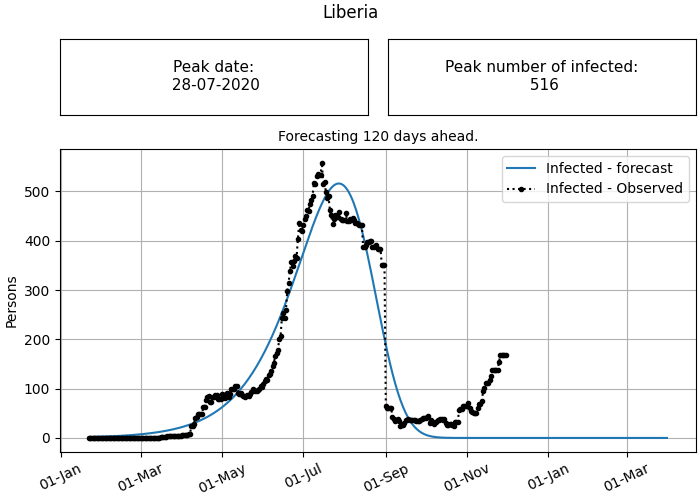 Liberia
Peak date:
28-07-2020
Peak number of infected:
516
Forecasting 120 days ahead.
Infected - forecast
Infected - Observed
Persons
500
400
300
200
100
0
01-Jan
01-Mar
01-May
01-Jul
01-Sep
01-Nov
01-Jan
01-Mar